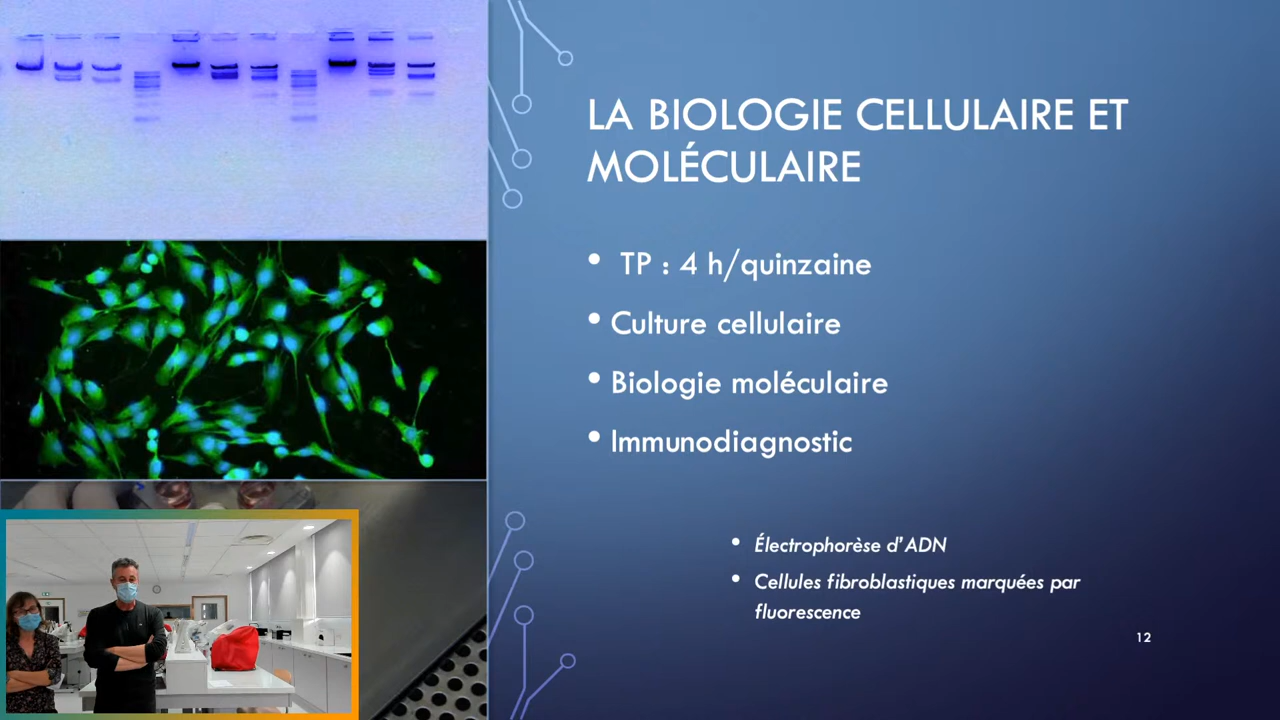 LA BIOLOGIE CELLULAIRE ET
MOLÉCULAIRE
• TP : 4 h/quinzaine
• Culture cellulaire
• Biologie moléculaire
• Immunodiagnostic
• Électrophorèse d'ADN
• Cellules fibroblastiques marquées par
fluorescence
12